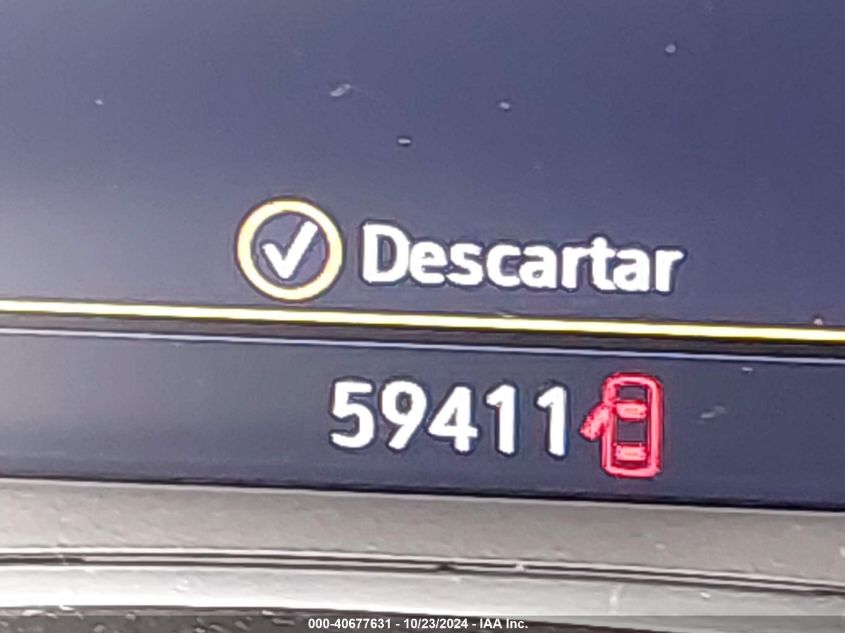 Descartar
59411
000-40677631 - 10/23/2024 - IAA Inc.